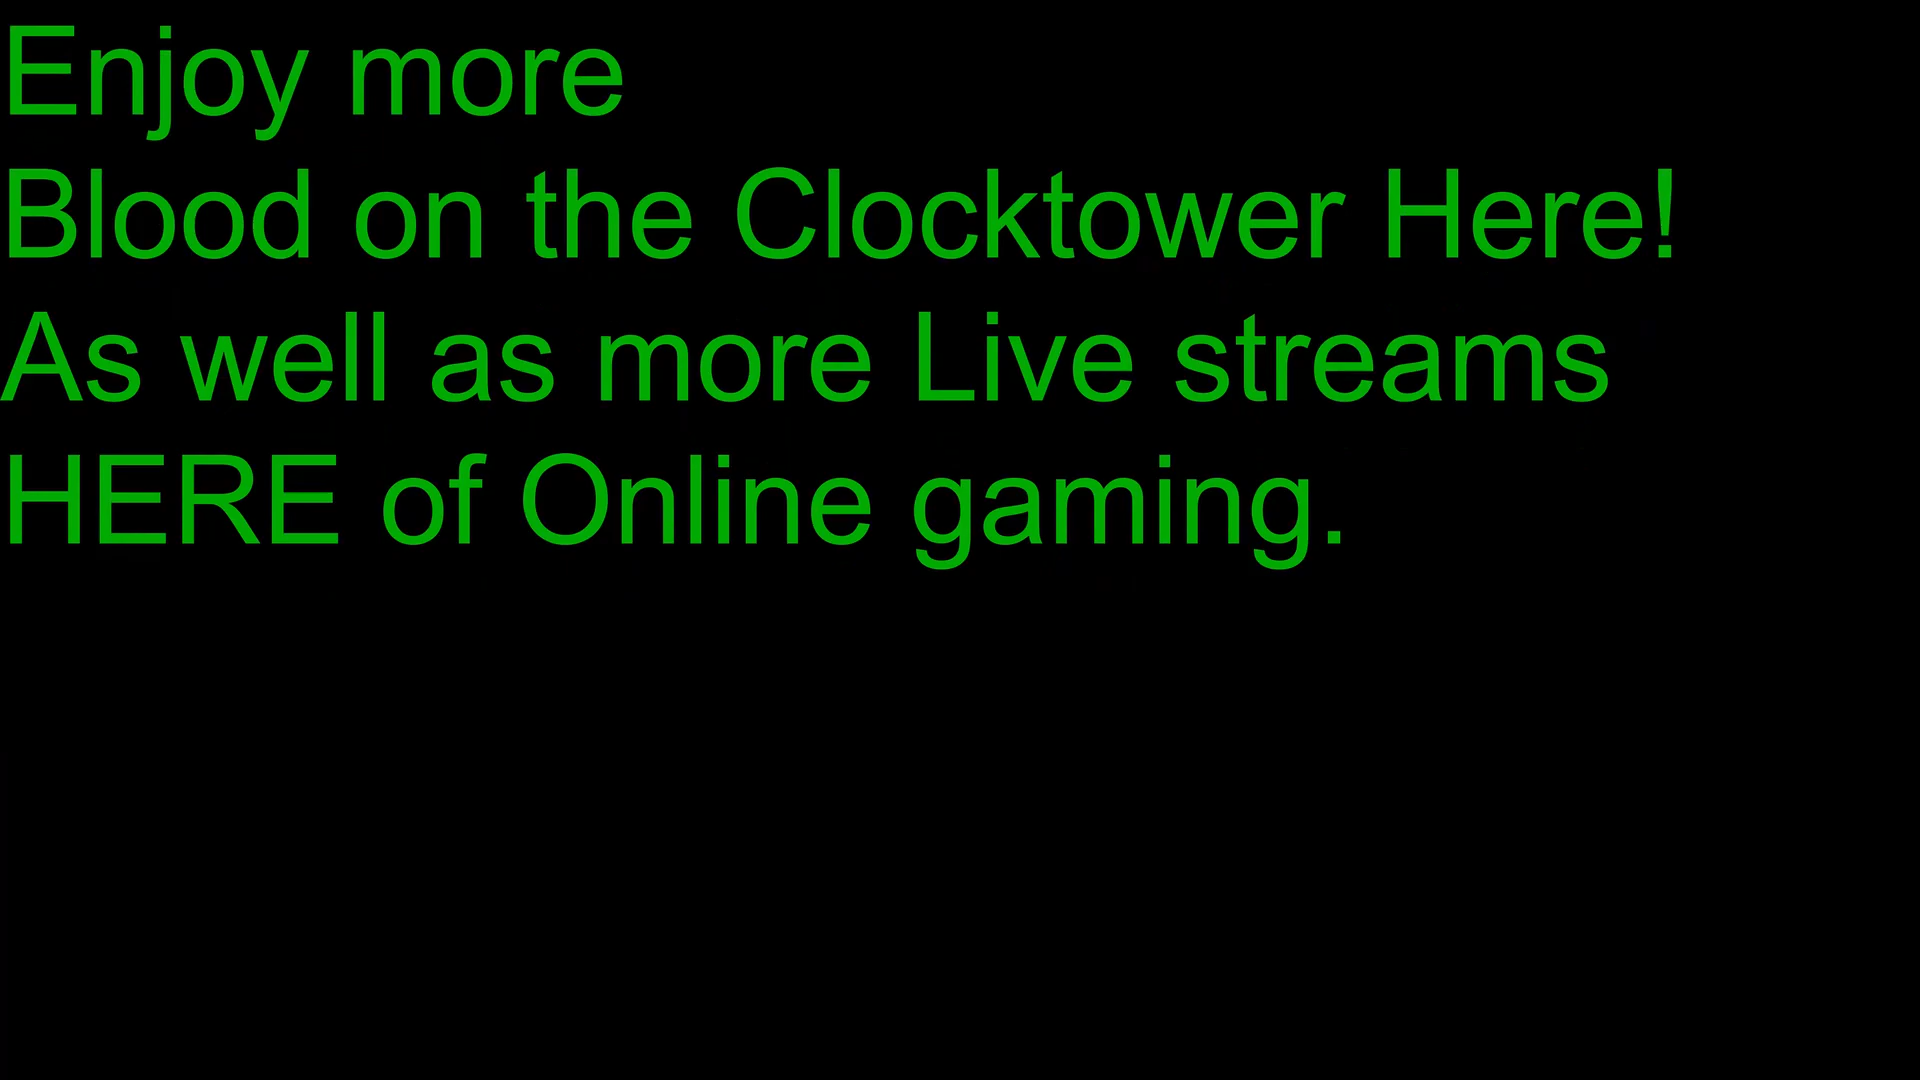 Enjoy more
Blood on the Clocktower Here!
As well as more Live streams
HERE of Online gaming.